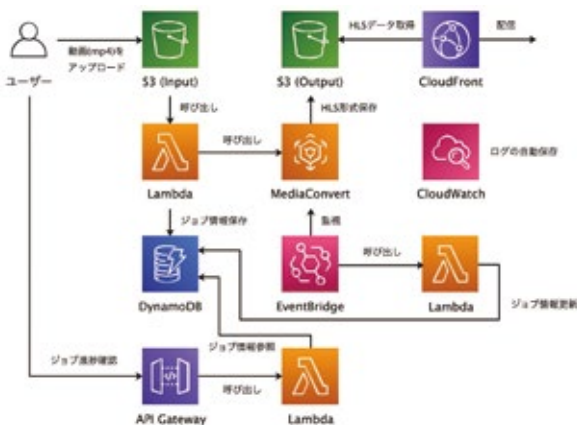 ユーザー
動画(mp4)を
アップロード
S3 (Input)
S3 (Output)
HLSデータ取得
CloudFront
配信
呼び出し
HLS形式保存
Lambda
呼び出し
MediaConvert
ログの自動保存
CloudWatch
ジョブ情報保存
監視
DynamoDB
EventBridge
呼び出し
Lambda
ジョブ情報更新
ジョブ情報参照
ジョブ進捗確認
API Gateway
呼び出し
Lambda